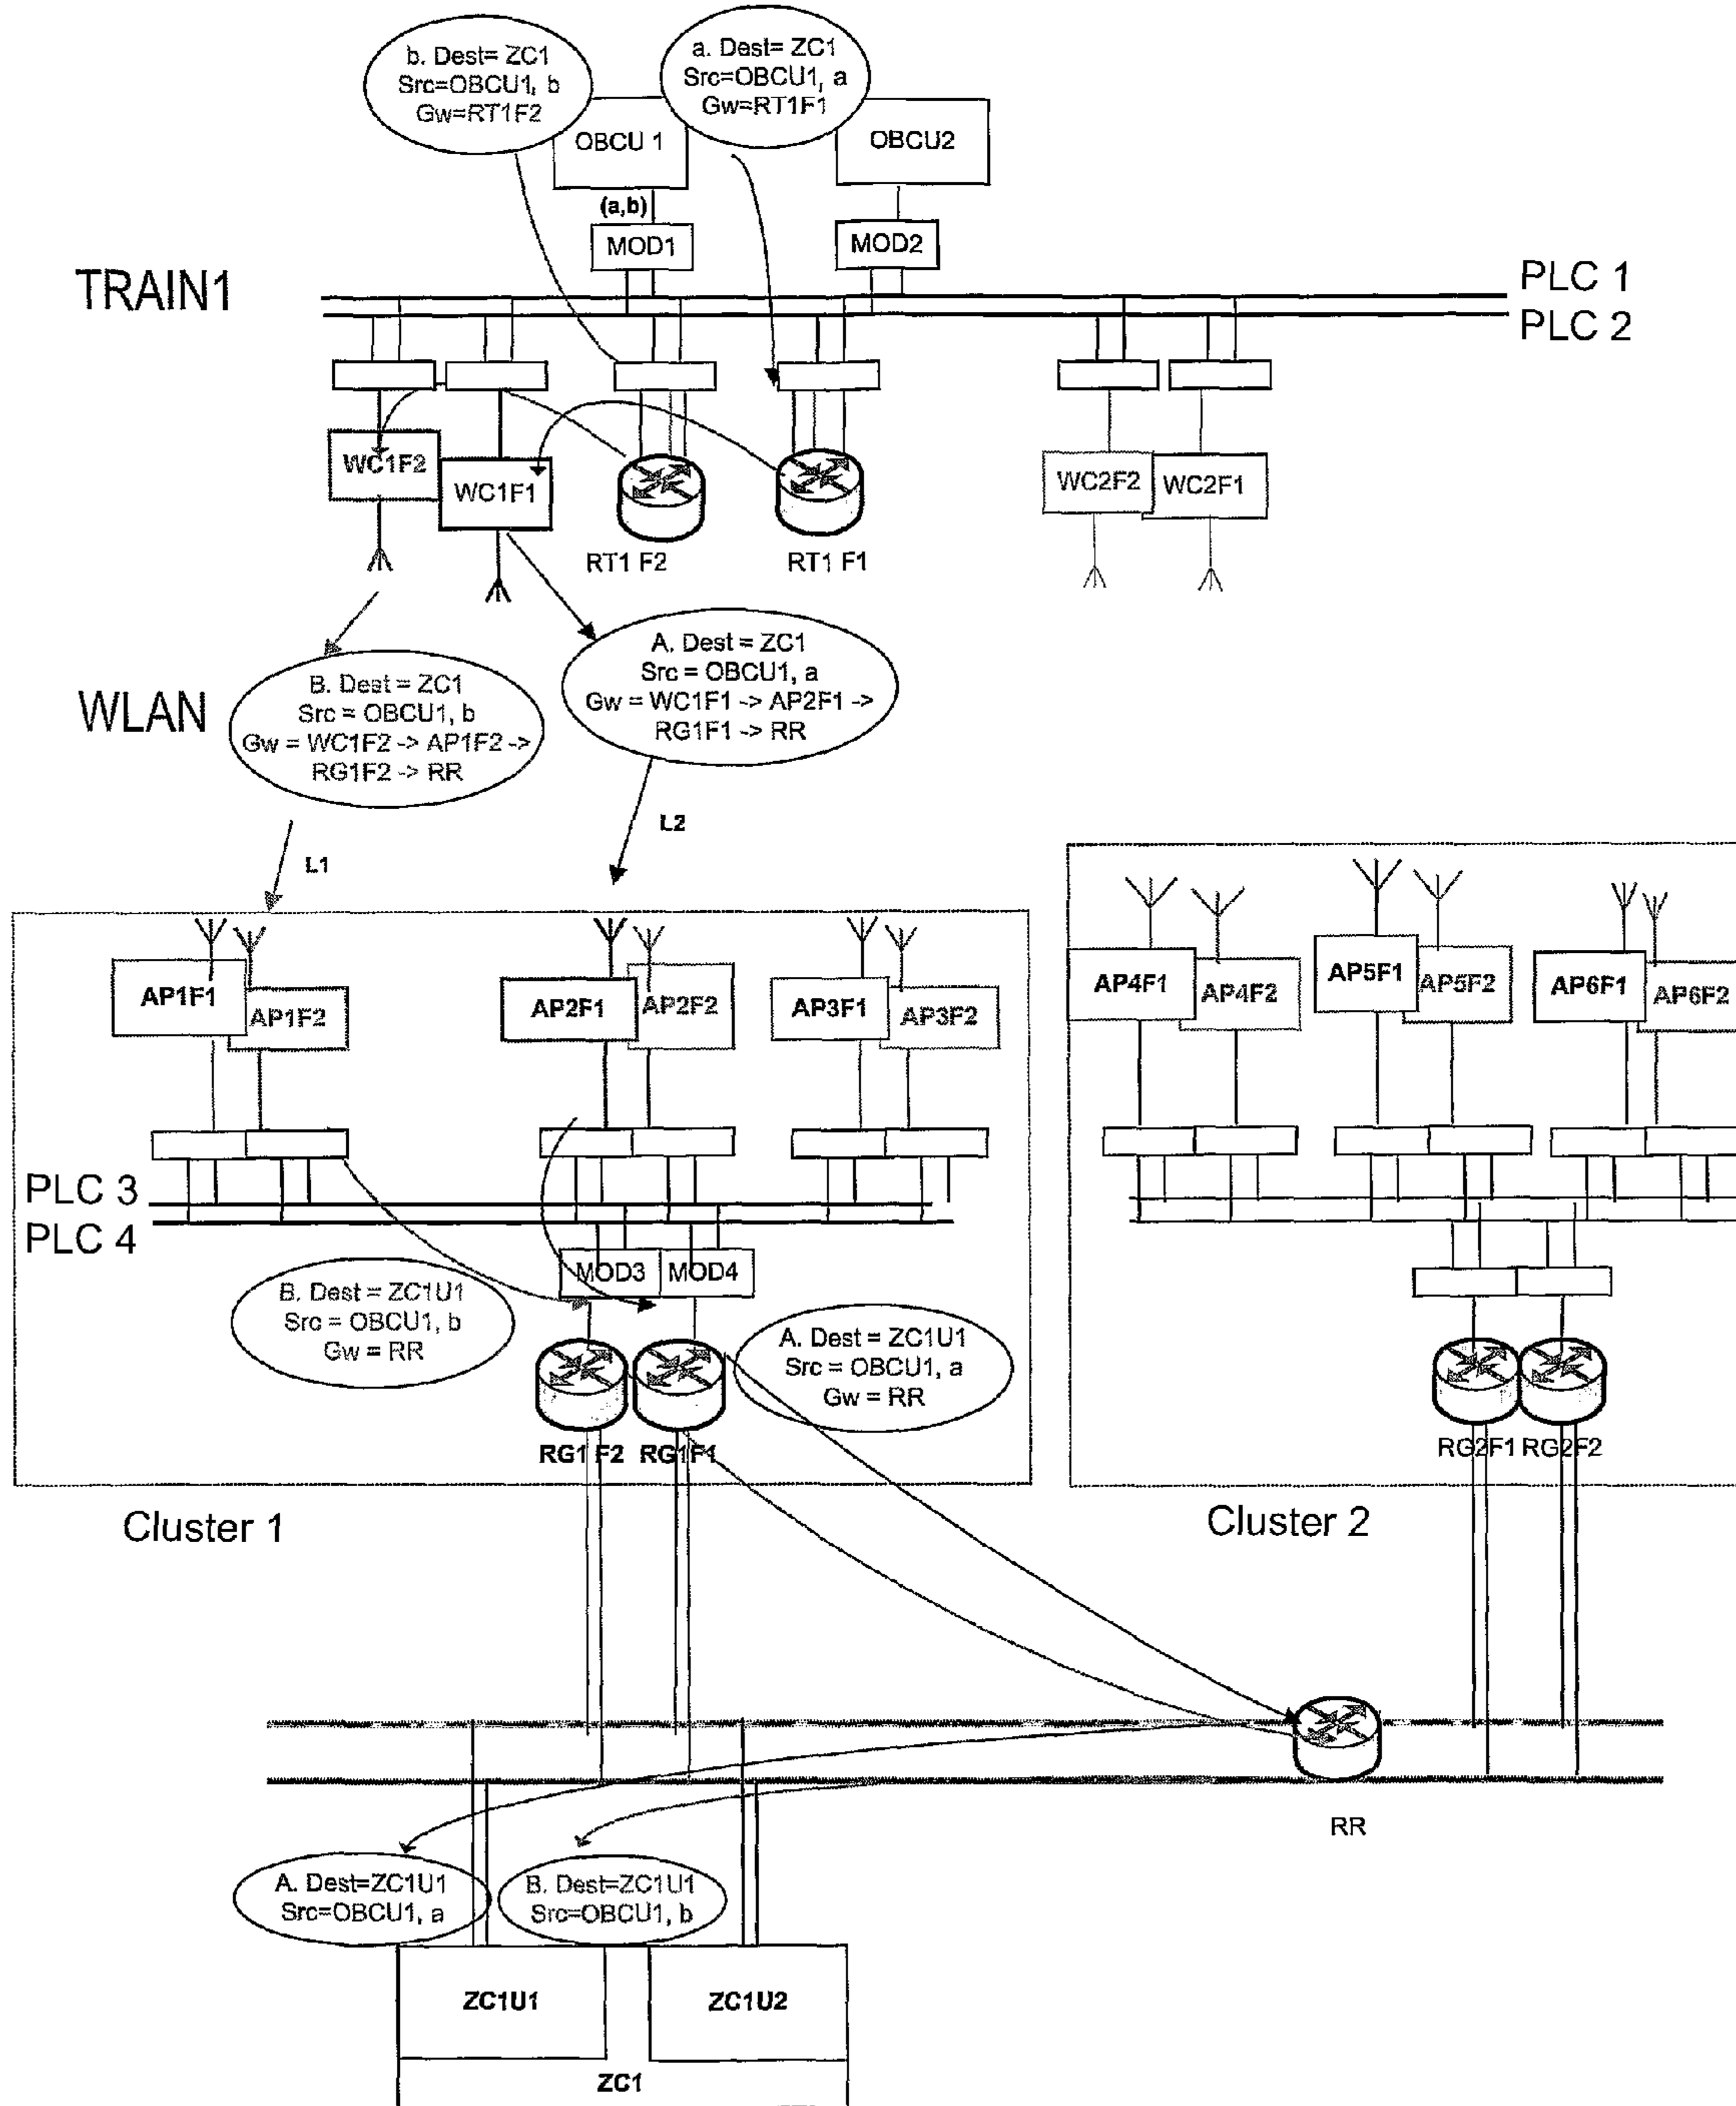 b. Dest= ZC1
Src=OBCU1, b
Gw=RT1F2
a. Dest= ZC1
Src=OBCU1, a
Gw=RT1F1
OBCU 1
OBCU2
(a,b)
MOD1
MOD2
TRAIN1
PLC 1
PLC 2
WC1F2
WC1F1
WC2F2
WC2F1
RT1 F2
RT1 F1
WLAN
B. Dest = ZC1
Src = OBCU1, b
Gw = WC1F2 -> AP1F2 ->
RG1F2 -> RR
A. Dest = ZC1
Src = OBCU1, a
Gw = WC1F1 -> AP2F1 ->
RG1F1 -> RR
L1
L2
AP1F1
AP1F2
AP2F1
AP2F2
AP3F1
AP3F2
AP4F1
AP4F2
AP5F1
AP5F2
AP6F1
AP6F2
PLC 3
PLC 4
MOD3
MOD4
B. Dest = ZC1U1
Src = OBCU1, b
Gw = RR
A. Dest = ZC1U1
Src = OBCU1, a
Gw = RR
RG1 F2
RG1F1
RG2F1
RG2F2
Cluster 1
Cluster 2
RR
A. Dest=ZC1U1
Src=OBCU1, a
B. Dest=ZC1U1
Src=OBCU1, b
ZC1U1
ZC1U2
ZC1